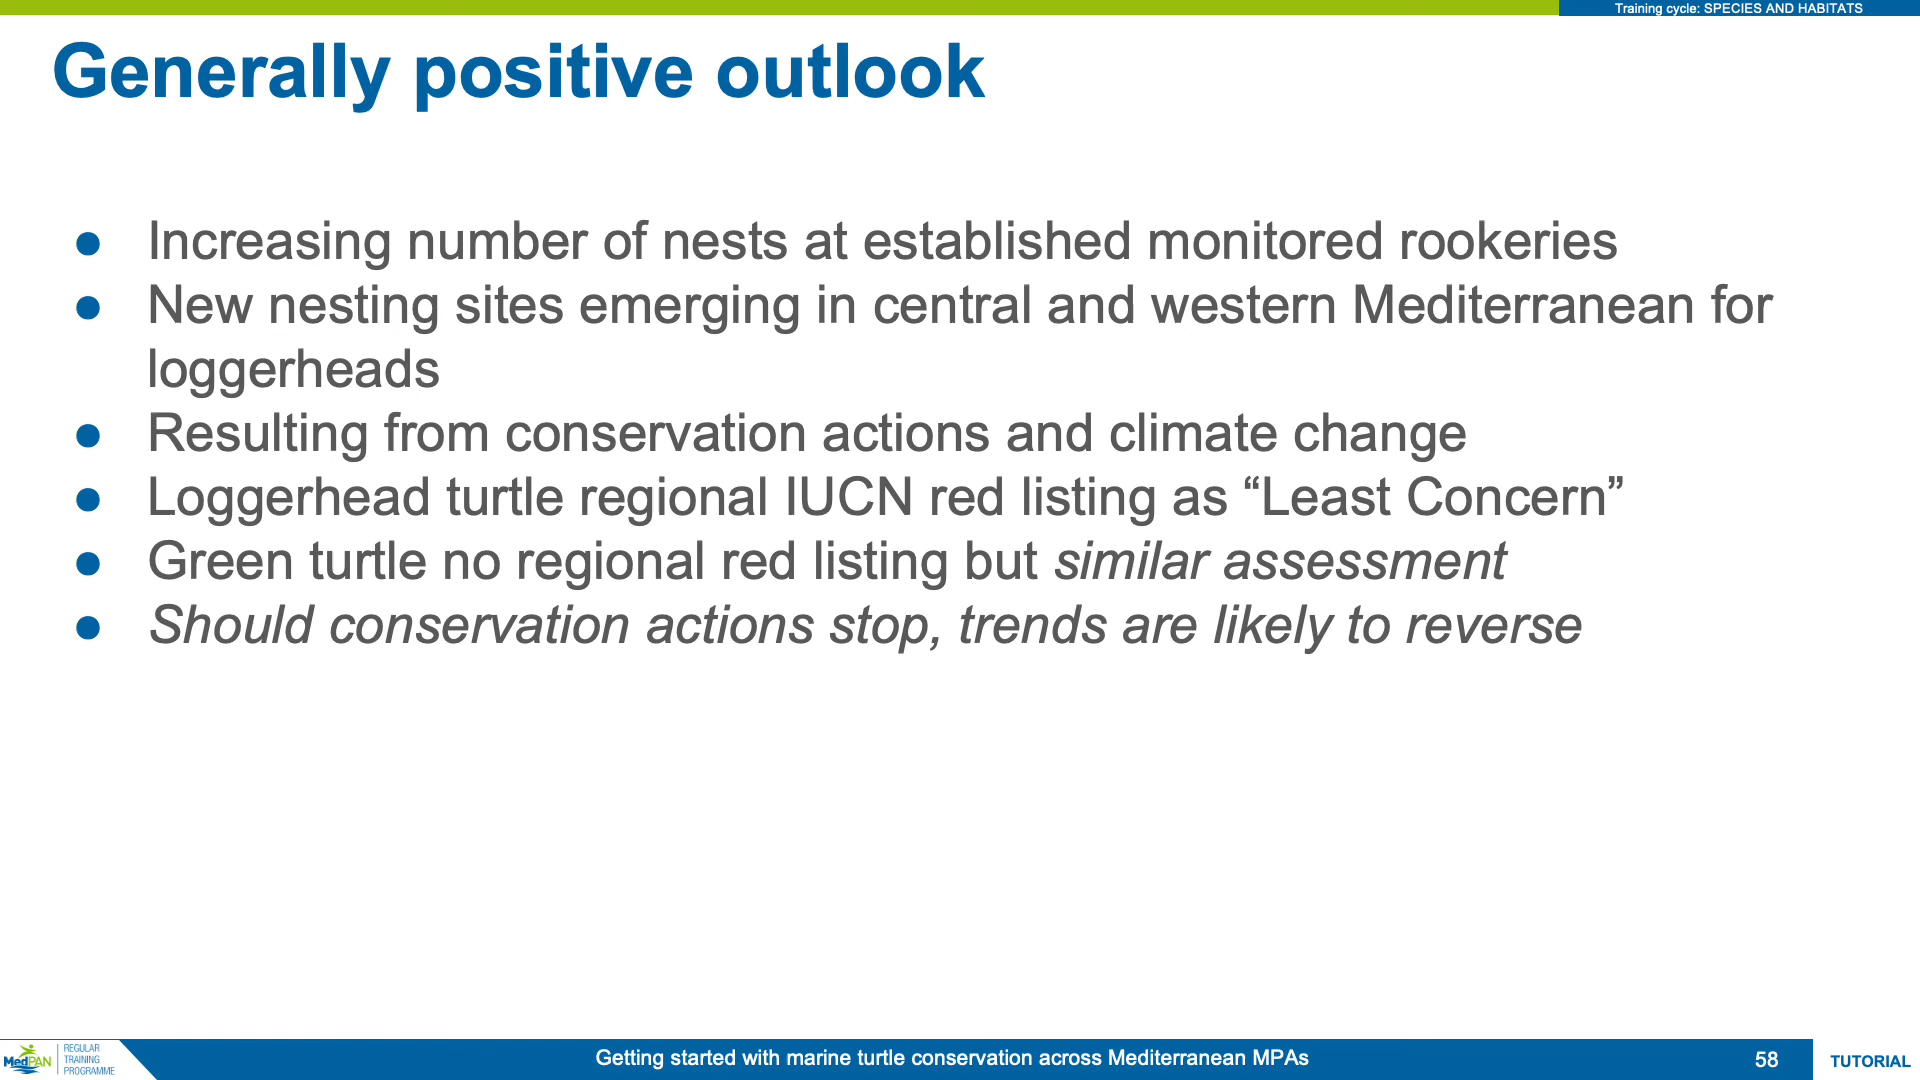 Training cycle: SPECIES AND HABITATS
Generally positive outlook
● Increasing number of nests at established monitored rookeries
● New nesting sites emerging in central and western Mediterranean for
loggerheads
● Resulting from conservation actions and climate change
● Loggerhead turtle regional IUCN red listing as “Least Concern”
● Green turtle no regional red listing but similar assessment
● Should conservation actions stop, trends are likely to reverse
MedPAN
REGULAR
TRAINING
PROGRAMME
Getting started with marine turtle conservation across Mediterranean MPAs
58
TUTORIAL